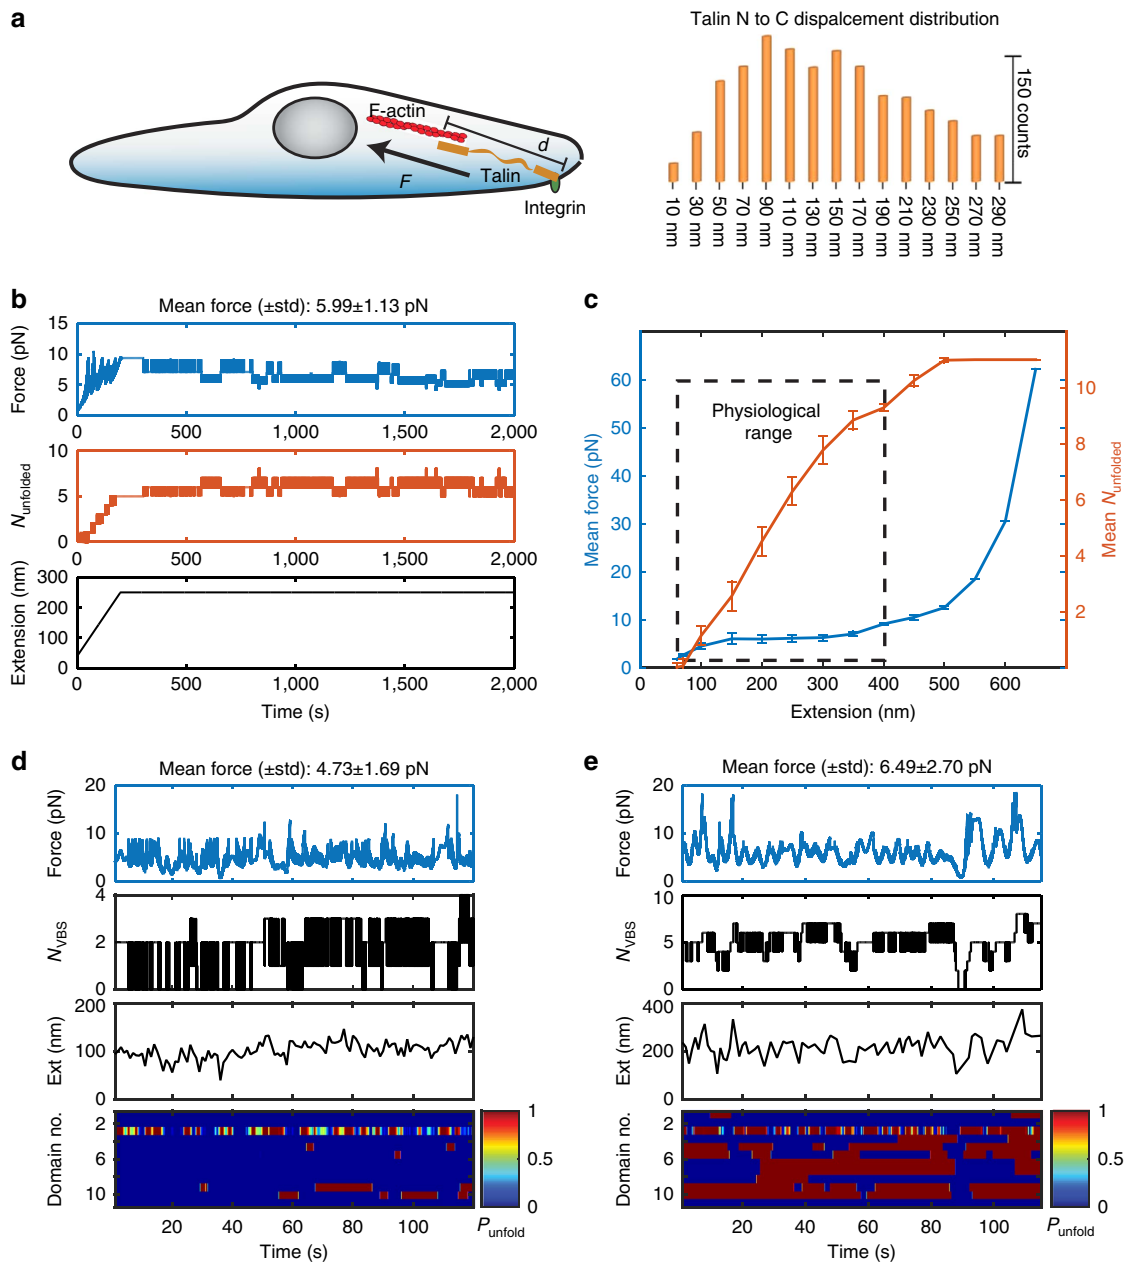 a
Talin N to C dispalcement distribution
F-actin
d
F
Talin
Integrin
150 counts
10 nm
30 nm
50 nm
70 nm
90 nm
110 nm
130 nm
150 nm
170 nm
190 nm
210 nm
230 nm
250 nm
270 nm
290 nm
b
Mean force (±std): 5.99±1.13 pN
Force (pN)
15
10
5
0
0 500 1,000 1,500 2,000
N unfolded
10
5
0
0 500 1,000 1,500 2,000
Extension (nm)
300
200
100
0
0 500 1,000 1,500 2,000
Time (s)
c
Mean force (pN)
60
50
40
30
20
10
0
Physiological
range
10
8
6
4
2
Mean N unfolded
0 100 200 300 400 500 600
Extension (nm)
d
Mean force (±std): 4.73±1.69 pN
Force (pN)
20
10
0
N VBS
4
2
0
Ext (nm)
200
100
0
Domain no.
2
6
10
20 40 60 80 100
Time (s)
1
0.5
0
P unfold
e
Mean force (±std): 6.49±2.70 pN
Force (pN)
20
10
0
N VBS
10
5
0
Ext (nm)
400
200
0
Domain no.
2
6
10
20 40 60 80 100
Time (s)
1
0.5
0
P unfold